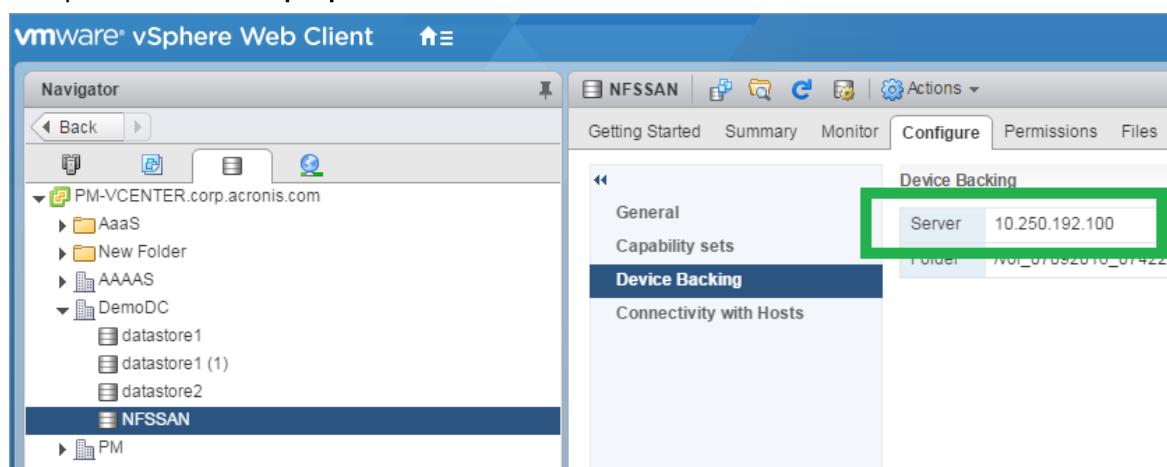 vmware® vSphere Web Client
Navigator
Back
PM-VCENTER.corp.acronis.com
AaaS
New Folder
AAAAS
DemoDC
datastore1
datastore1 (1)
datastore2
NFSSAN
PM
NFSSAN Actions
Getting Started Summary Monitor Configure Permissions Files
General
Capability sets
Device Backing
Connectivity with Hosts
Device Backing
Server 10.250.192.100
Folder